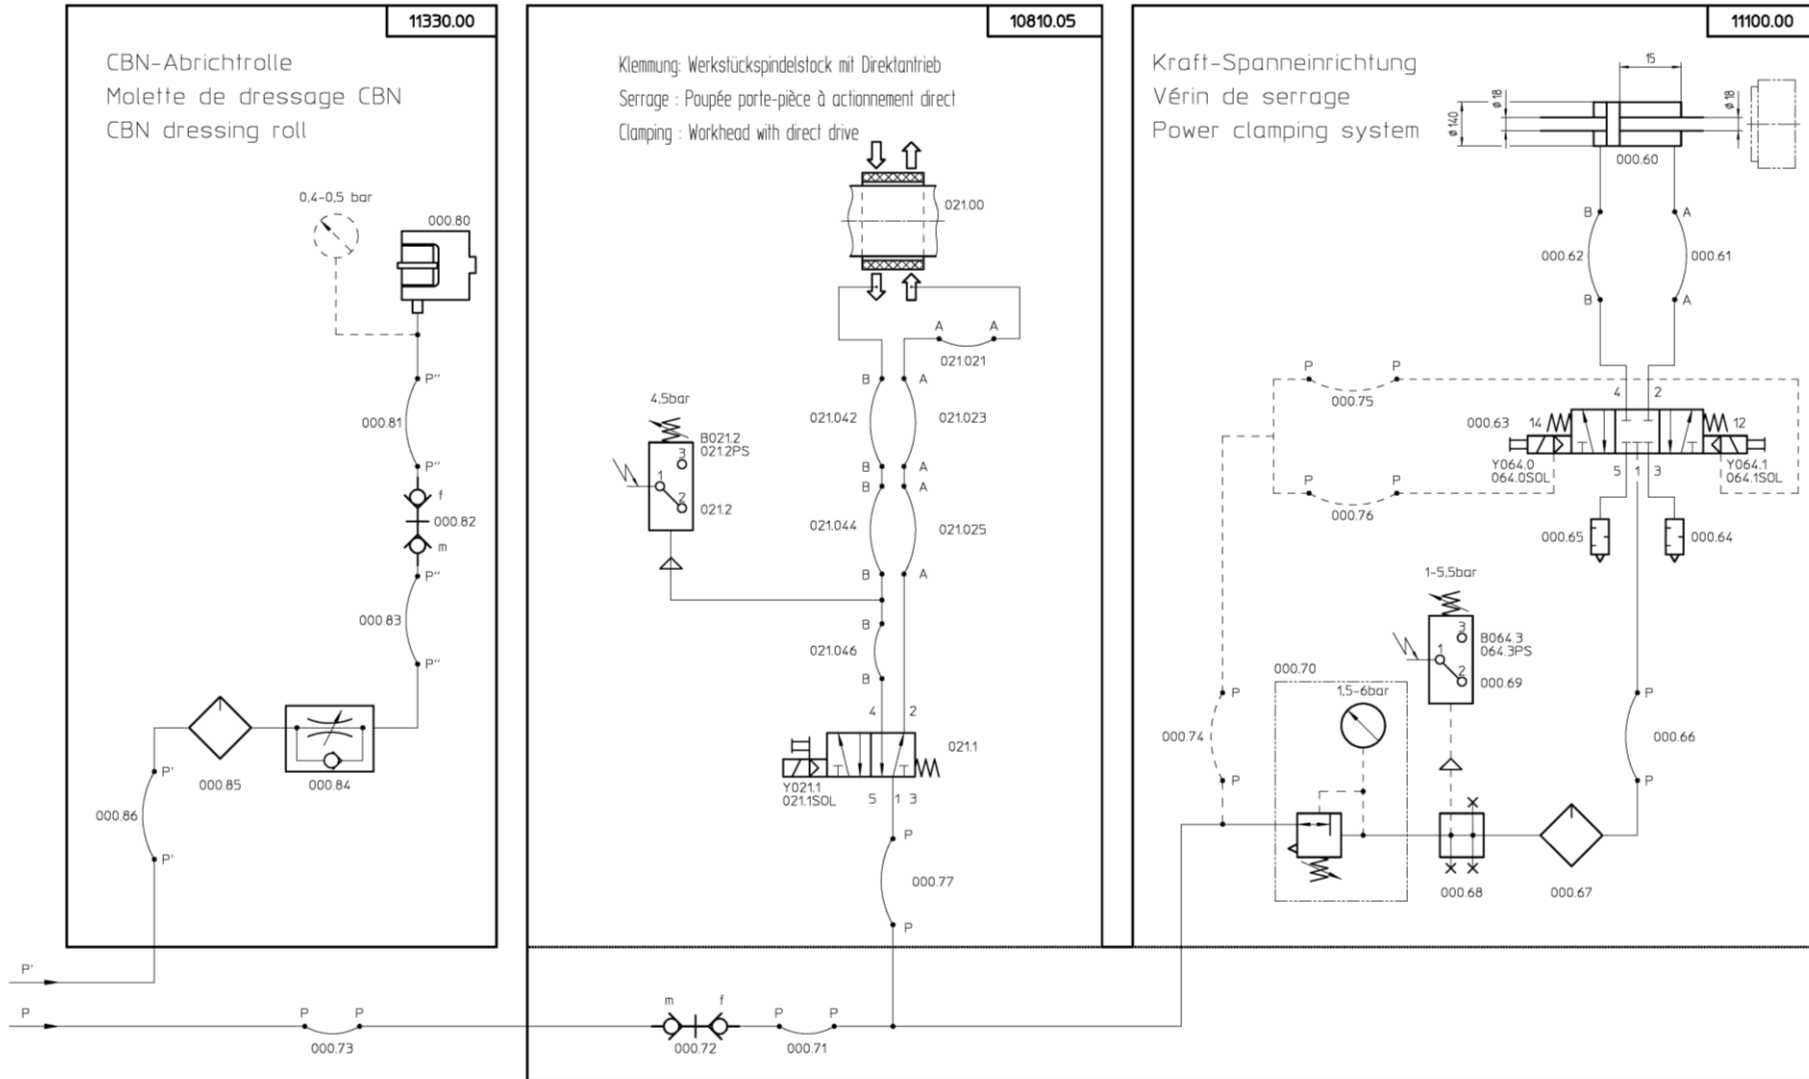 11330.00
CBN-Abrichtrolle
Molette de dressage CBN
CBN dressing roll
0,4-0,5 bar
000.80
P''
000.81
P''
f
000.82
m
P''
000.83
P''
P'
000.85
000.84
000.86
P'
10810.05
Klemmung: Werkstückspindelstock mit Direktantrieb
Serrage : Poupée porte-pièce à actionnement direct
Clamping : Workhead with direct drive
021.00
A A
021.021
B A
4,5bar
021.042 021.023
B021.2
021.2PS
3
1
2
021.2
B A
B A
021.044 021.025
B A
B
021.046
B
4 2
021.1
Y021.1
021.1SOL
5 1 3
P
000.77
P
11100.00
Kraft-Spanneinrichtung
Vérin de serrage
Power clamping system
15
ø140
ø18
ø18
000.60
B A
000.62 000.61
B A
P P
000.75
4 2
000.63 14 12
Y064.0
064.0SOL
Y064.1
064.1SOL
5 1 3
P P
000.76
000.65 000.64
1-5,5bar
B064.3
064.3PS
3
1
2
000.69
000.70
1,5-6bar
P
000.74
P
P
000.66
P
000.68
000.67
P'
P
P P
000.73
m f
000.72
P P
000.71